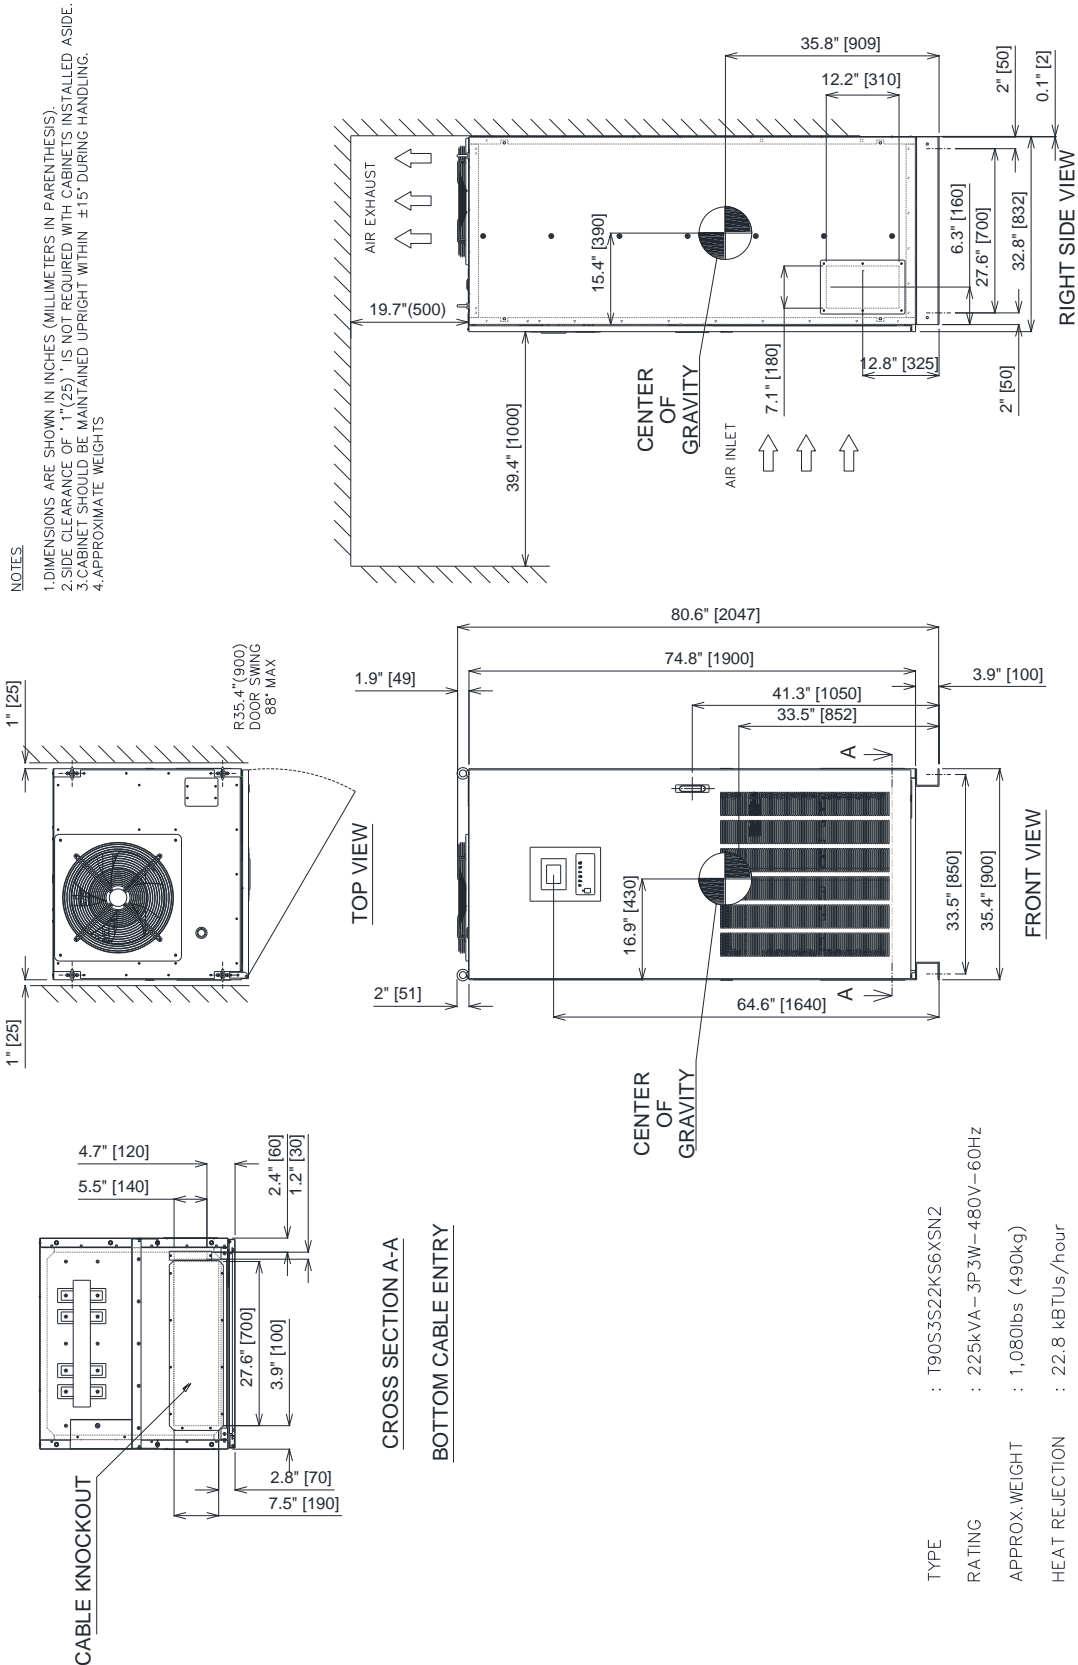 NOTES
1.DIMENSIONS ARE SHOWN IN INCHES (MILLIMETERS IN PARENTHESIS).
2.SIDE CLEARANCE OF " 1"(25) " IS NOT REQUIRED WITH CABINETS INSTALLED ASIDE.
3.CABINET SHOULD BE MAINTAINED UPRIGHT WITHIN ±15° DURING HANDLING.
4.APPROXIMATE WEIGHTS
CABLE KNOCKOUT
4.7" [120]
5.5" [140]
2.4" [60]
1.2" [30]
27.6" [700]
3.9" [100]
2.8" [70]
7.5" [190]
CROSS SECTION A-A
BOTTOM CABLE ENTRY
1" [25]
1" [25]
R35.4"(900)
DOOR SWING
88° MAX
TOP VIEW
80.6" [2047]
74.8" [1900]
1.9" [49]
3.9" [100]
41.3" [1050]
33.5" [852]
A
A
16.9" [430]
2" [51]
64.6" [1640]
33.5" [850]
35.4" [900]
CENTER
OF
GRAVITY
FRONT VIEW
35.8" [909]
12.2" [310]
2" [50]
0.1" [2]
AIR EXHAUST
19.7"(500)
15.4" [390]
6.3" [160]
27.6" [700]
32.8" [832]
12.8" [325]
7.1" [180]
2" [50]
39.4" [1000]
CENTER
OF
GRAVITY
AIR INLET
RIGHT SIDE VIEW
TYPE : T90S3S22KS6XSN2
RATING : 225kVA-3P3W-480V-60Hz
APPROX.WEIGHT : 1,080lbs (490kg)
HEAT REJECTION : 22.8 kBTUs/hour